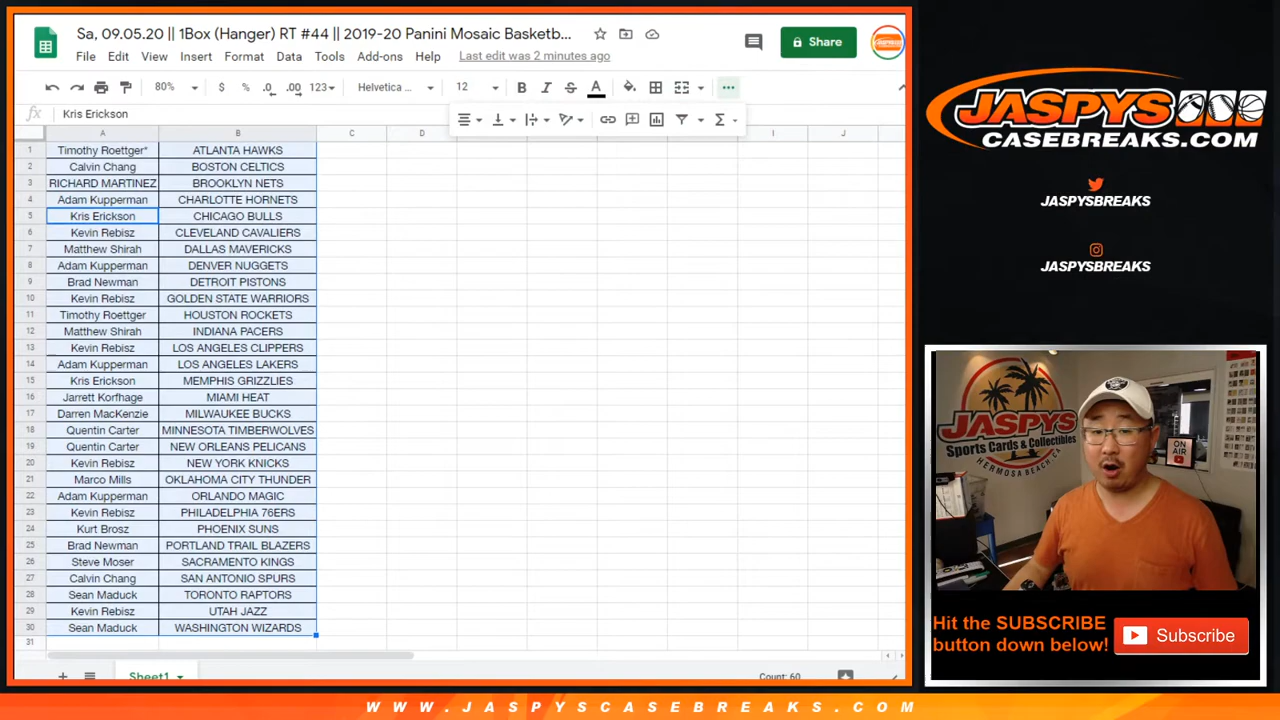 Sa, 09.05.20 || 1Box (Hanger) RT #44 || 2019-20 Panini Mosaic Basketb...
File Edit View Insert Format Data Tools Add-ons Help Last edit was 2 minutes ago
Share
80% $ % .0 .00 123 Helvetica ... 12 B I S A
fx Kris Erickson
A B C D I J
1 Timothy Roettger* ATLANTA HAWKS
2 Calvin Chang BOSTON CELTICS
3 RICHARD MARTINEZ BROOKLYN NETS
4 Adam Kupperman CHARLOTTE HORNETS
5 Kris Erickson CHICAGO BULLS
6 Kevin Rebisz CLEVELAND CAVALIERS
7 Matthew Shirah DALLAS MAVERICKS
8 Adam Kupperman DENVER NUGGETS
9 Brad Newman DETROIT PISTONS
10 Kevin Rebisz GOLDEN STATE WARRIORS
11 Timothy Roettger HOUSTON ROCKETS
12 Matthew Shirah INDIANA PACERS
13 Kevin Rebisz LOS ANGELES CLIPPERS
14 Adam Kupperman LOS ANGELES LAKERS
15 Kris Erickson MEMPHIS GRIZZLIES
16 Jarrett Korfhage MIAMI HEAT
17 Darren MacKenzie MILWAUKEE BUCKS
18 Quentin Carter MINNESOTA TIMBERWOLVES
19 Quentin Carter NEW ORLEANS PELICANS
20 Kevin Rebisz NEW YORK KNICKS
21 Marco Mills OKLAHOMA CITY THUNDER
22 Adam Kupperman ORLANDO MAGIC
23 Kevin Rebisz PHILADELPHIA 76ERS
24 Kurt Brosz PHOENIX SUNS
25 Brad Newman PORTLAND TRAIL BLAZERS
26 Steve Moser SACRAMENTO KINGS
27 Calvin Chang SAN ANTONIO SPURS
28 Sean Maduck TORONTO RAPTORS
29 Kevin Rebisz UTAH JAZZ
30 Sean Maduck WASHINGTON WIZARDS
31
Sheet1 Count: 60
JASPYS
CASEBREAKS.COM
JASPYSBREAKS
JASPYSBREAKS
JASPYS
Sports Cards & Collectibles
HERMOSA BEACH, CA
ON
AIR
Hit the SUBSCRIBE
button down below!
Subscribe
WWW.JASPYSCASEBREAKS.COM